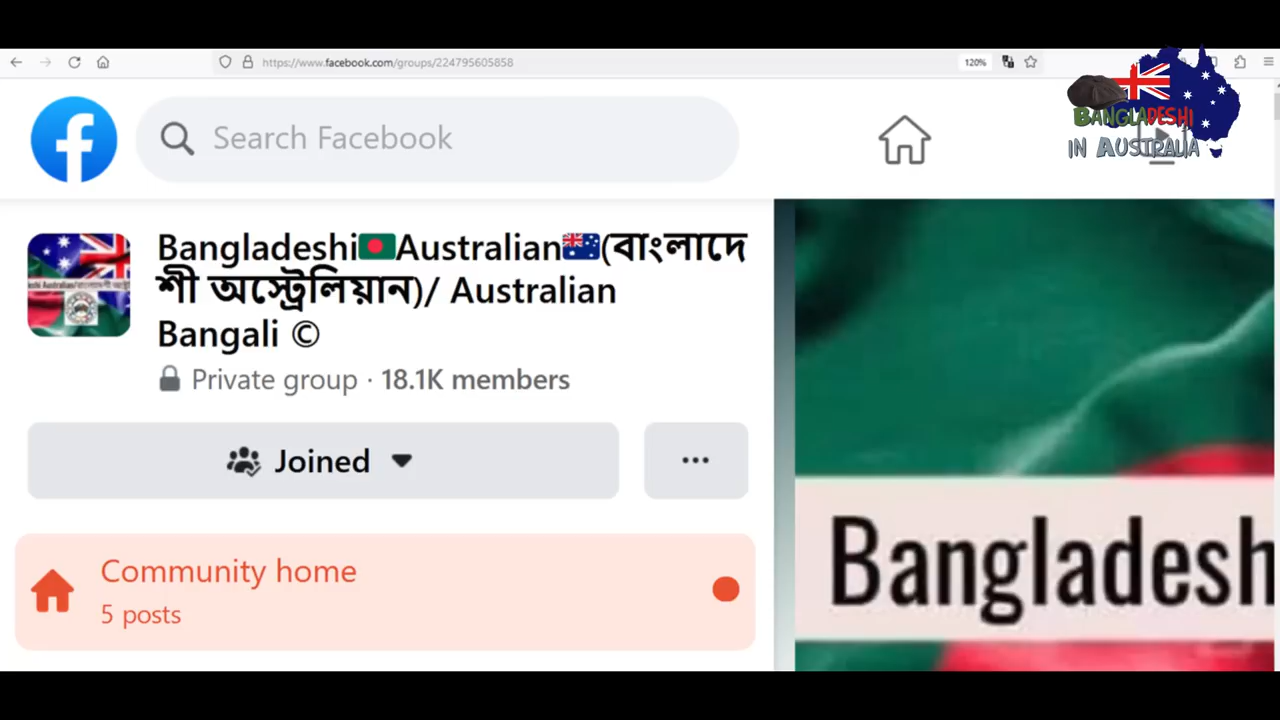 https://www.facebook.com/groups/224795605858
120%
BANGLADESHI
IN AUSTRALIA
Search Facebook
Bangladeshi🇧🇩Australian🇦🇺(বাংলাদে
শী অস্ট্রেলিয়ান)/ Australian
Bangali ©
Private group · 18.1K members
Joined
Community home
5 posts
Bangladesh